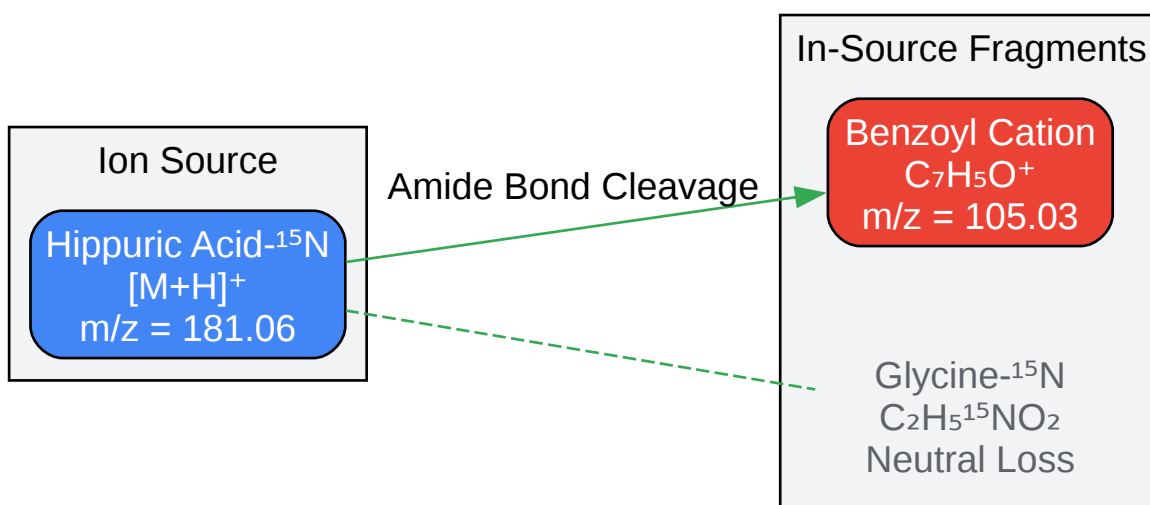 Ion Source
Hippuric Acid-¹⁵N
[M+H]⁺
m/z = 181.06
Amide Bond Cleavage
In-Source Fragments
Benzoyl Cation
C₇H₅O⁺
m/z = 105.03
Glycine-¹⁵N
C₂H₅¹⁵NO₂
Neutral Loss